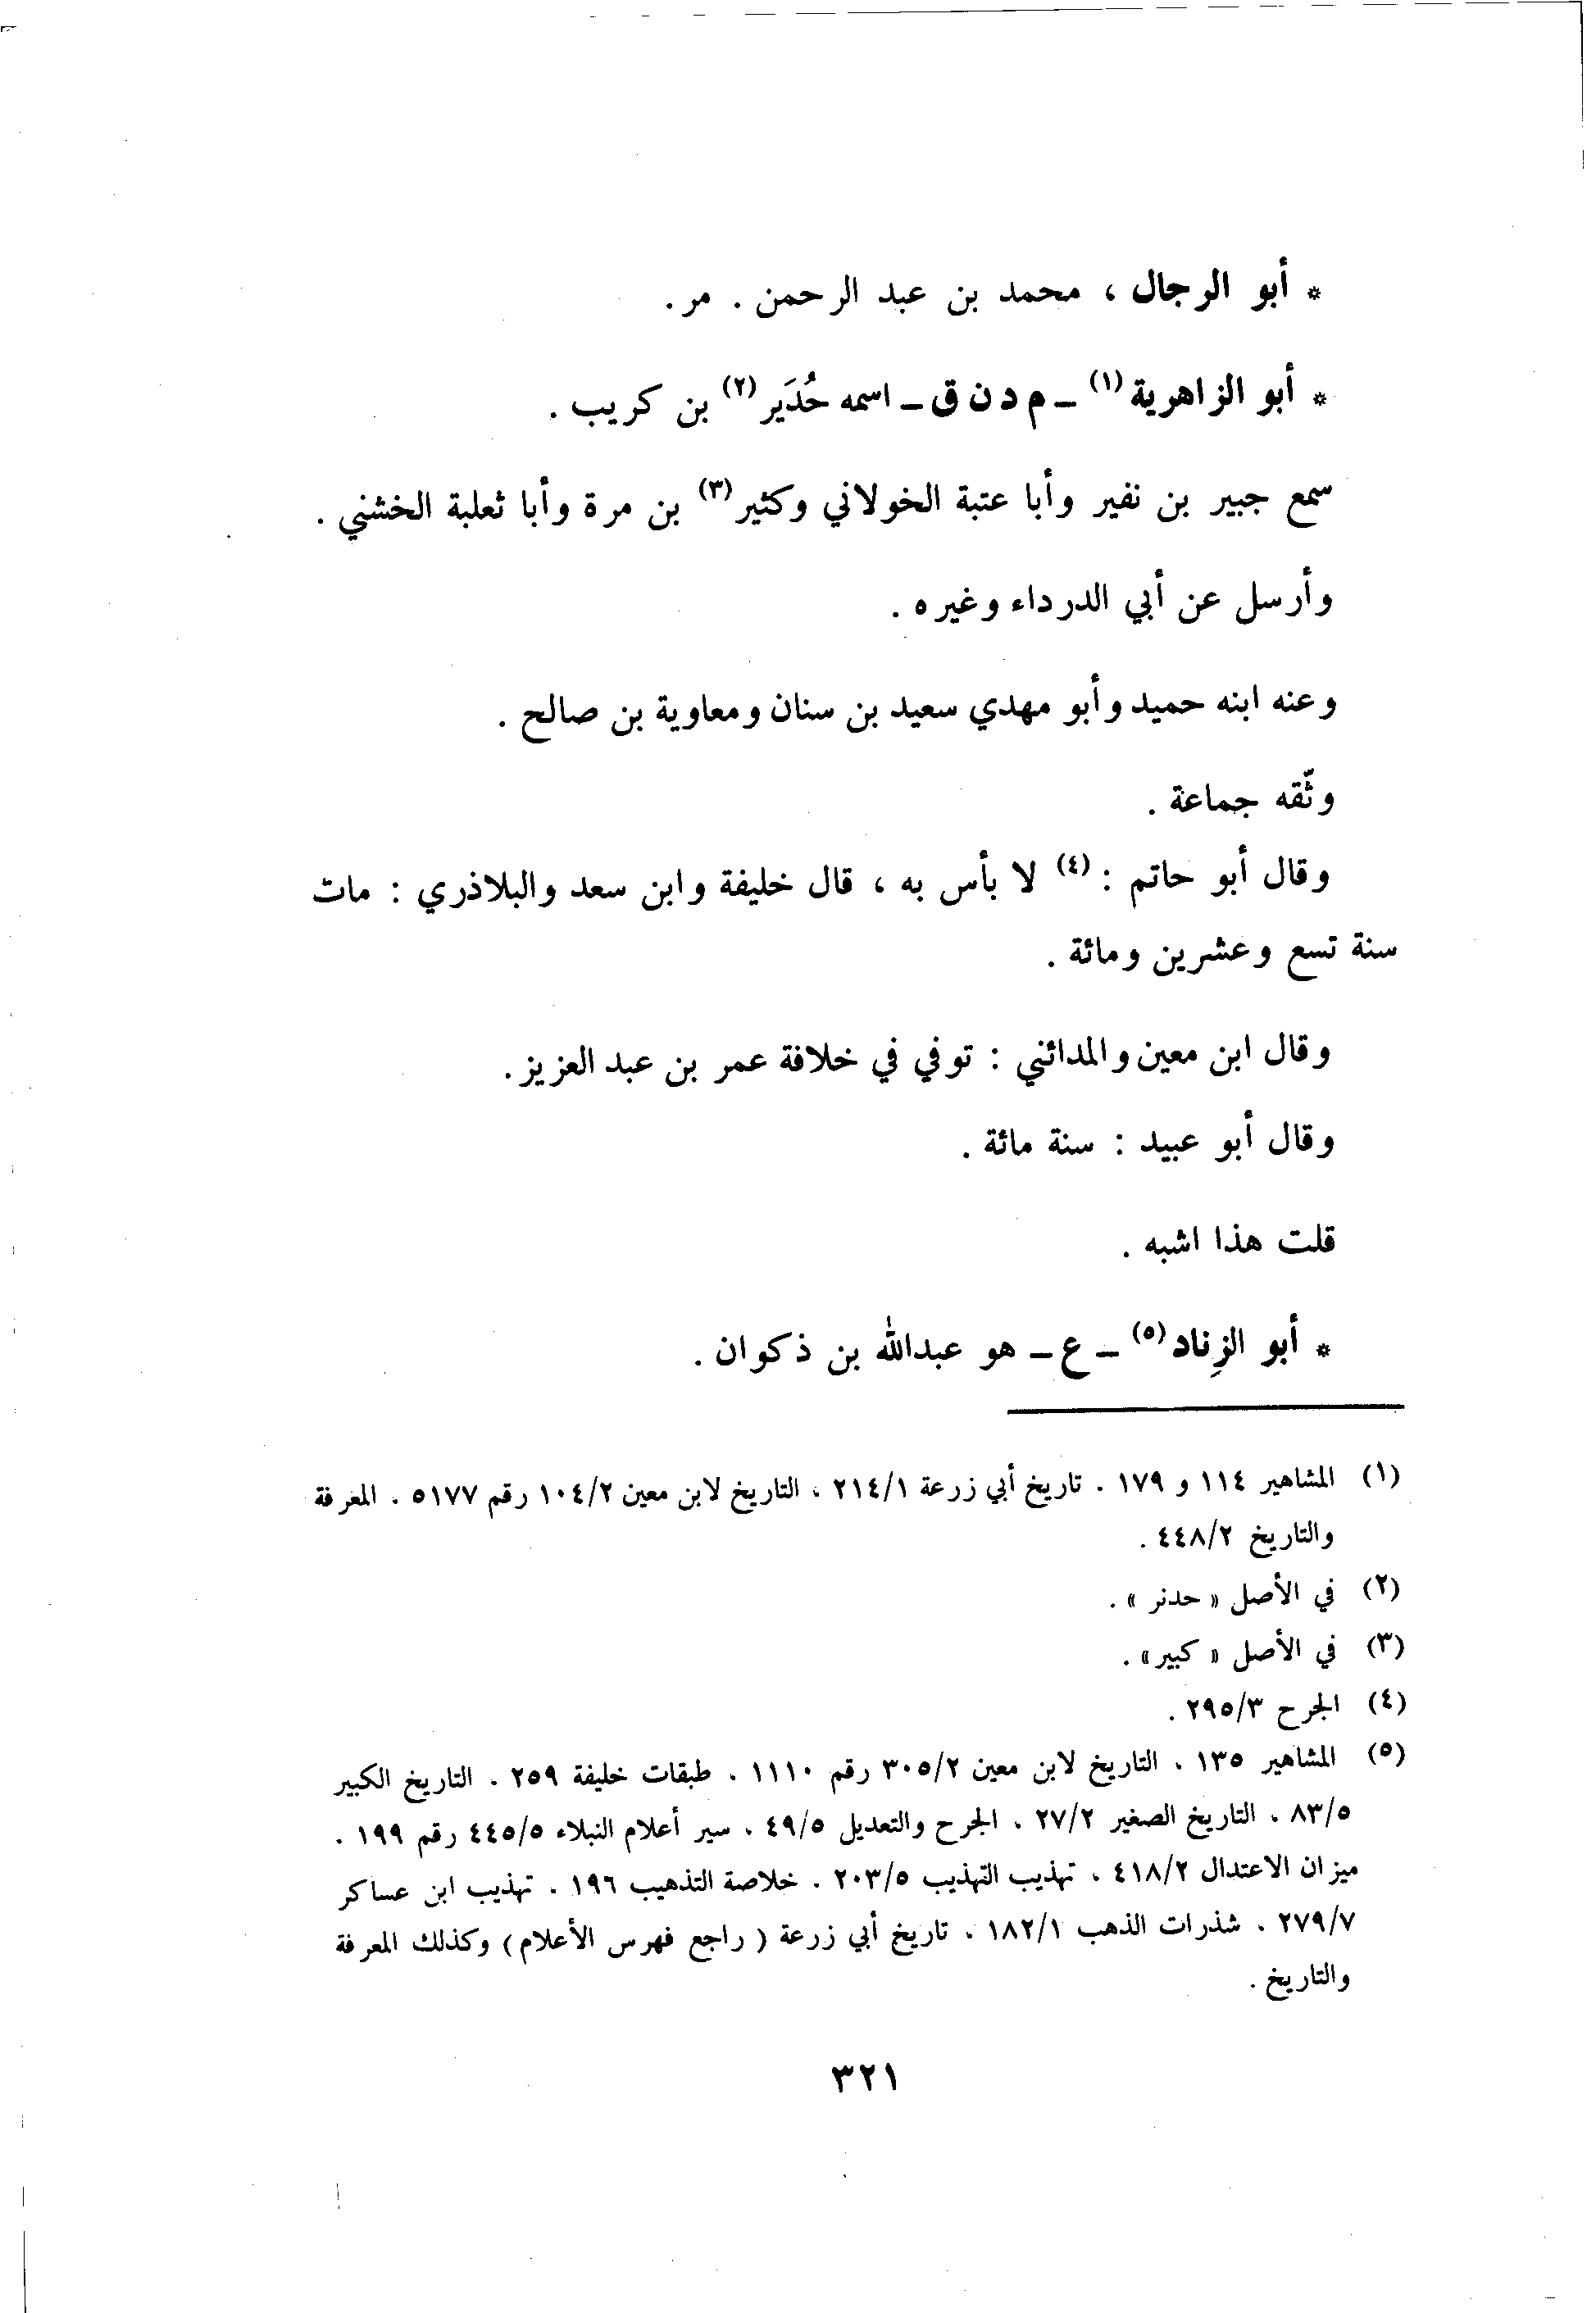 * أبو الرجال ، محمد بن عبد الرحمن . مر .
* أبو الزاهرية (١) ـ م د ن ق ـ اسمه حُدَير (٢) بن كريب .
سمع جبير بن نفير وأبا عتبة الخولاني وكثير (٣) بن مرة وأبا ثعلبة الخشني .
وأرسل عن أبي الدرداء وغيره .
وعنه ابنه حميد وأبو مهدي سعيد بن سنان ومعاوية بن صالح .
وثّقه جماعة .
وقال أبو حاتم : (٤) لا بأس به ، قال خليفة وابن سعد والبلاذري : مات
سنة تسع وعشرين ومائة .
وقال ابن معين والمدائني : توفي في خلافة عمر بن عبد العزيز .
وقال أبو عبيد : سنة مائة .
قلت هذا اشبه .
* أبو الزِناد (٥) ـ ع ـ هو عبدالله بن ذكوان .
(١) المشاهير ١١٤ و ١٧٩ . تاريخ أبي زرعة ٢١٤/١ ، التاريخ لابن معين ١٠٤/٢ رقم ٥١٧٧ . المعرفة
والتاريخ ٤٤٨/٢ .
(٢) في الأصل « حدنر » .
(٣) في الأصل « كبير » .
(٤) الجرح ٢٩٥/٣ .
(٥) المشاهير ١٣٥ ، التاريخ لابن معين ٣٠٥/٢ رقم ١١١٠ . طبقات خليفة ٢٥٩ . التاريخ الكبير
٨٣/٥ . التاريخ الصغير ٢٧/٢ . الجرح والتعديل ٤٩/٥ . سير أعلام النبلاء ٤٤٥/٥ رقم ١٩٩ .
ميزان الاعتدال ٤١٨/٢ . تهذيب التهذيب ٢٠٣/٥ . خلاصة التذهيب ١٩٦ . تهذيب ابن عساكر
٢٧٩/٧ . شذرات الذهب ١٨٢/١ . تاريخ أبي زرعة ( راجع فهرس الأعلام ) وكذلك المعرفة
والتاريخ .
٣٢١